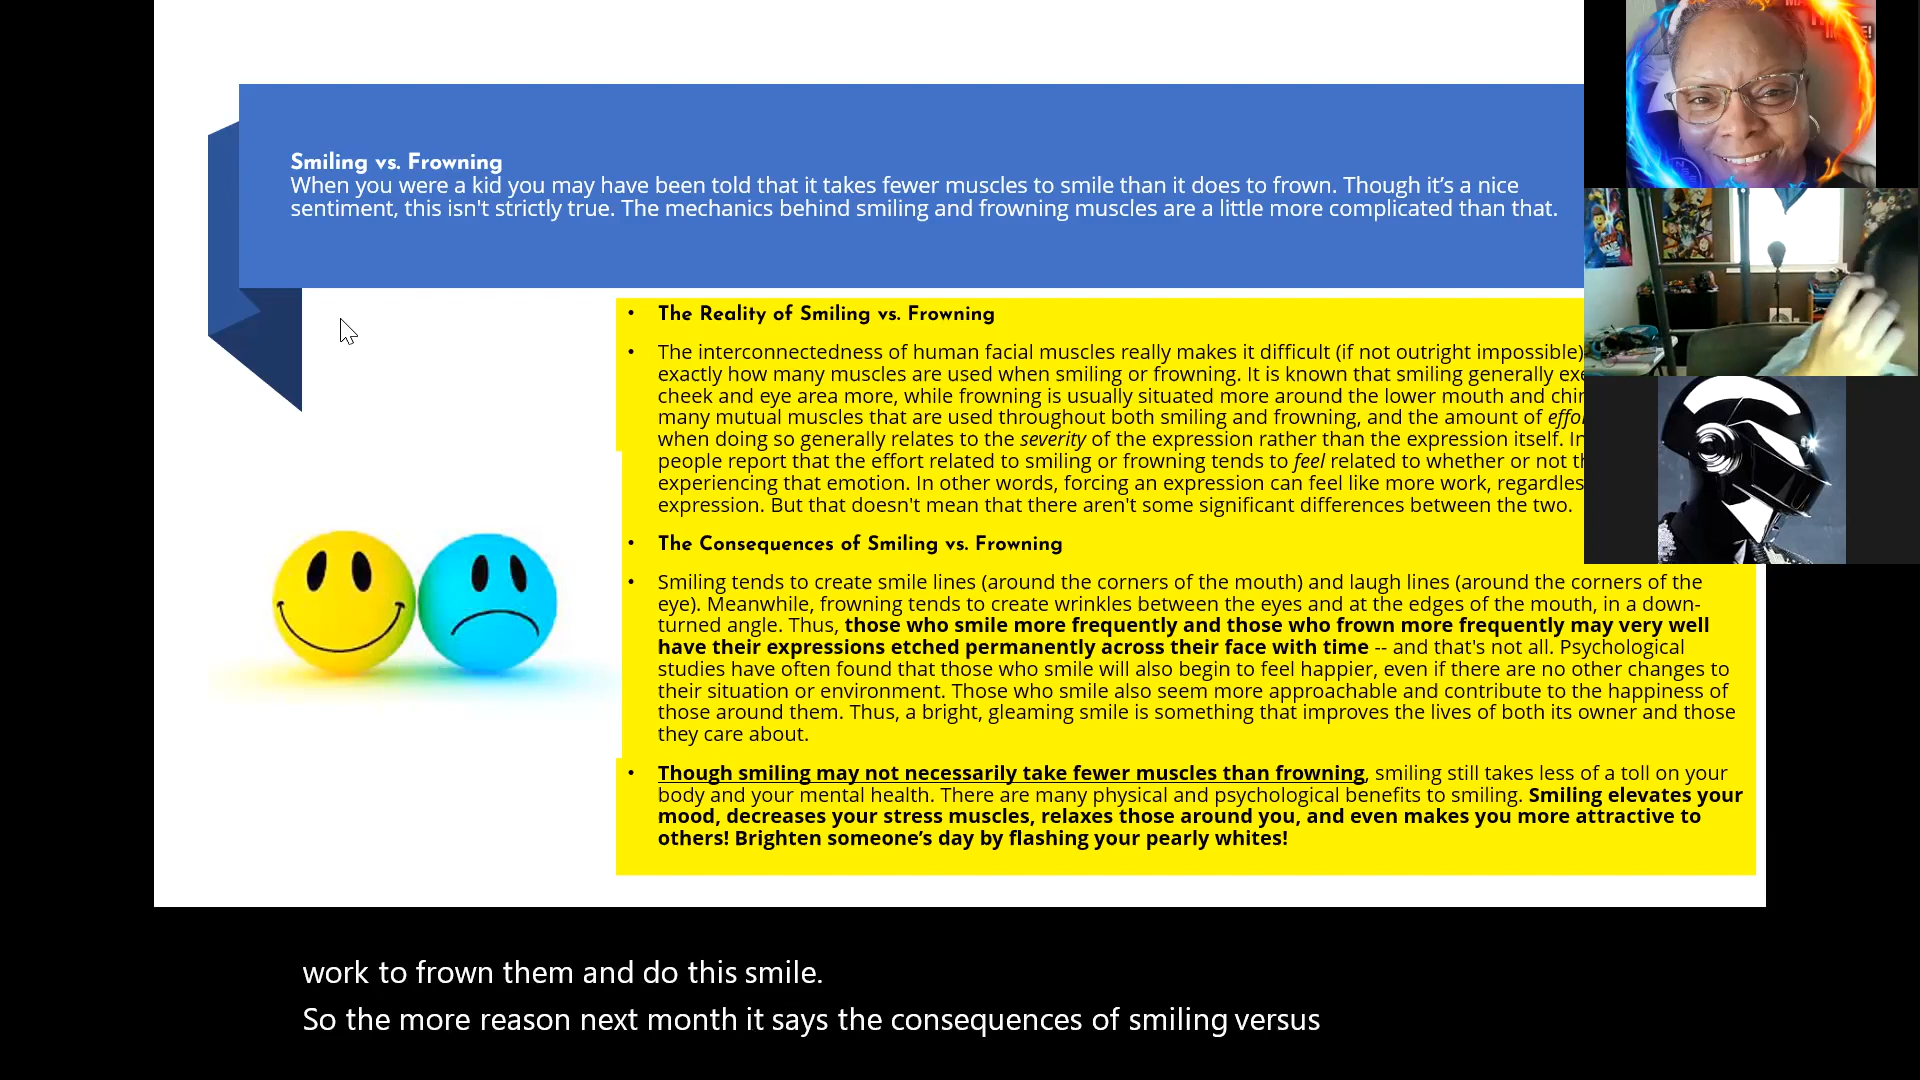 Smiling vs. Frowning
When you were a kid you may have been told that it takes fewer muscles to smile than it does to frown. Though it’s a nice
sentiment, this isn't strictly true. The mechanics behind smiling and frowning muscles are a little more complicated than that.
• The Reality of Smiling vs. Frowning
• The interconnectedness of human facial muscles really makes it difficult (if not outright impossible)
exactly how many muscles are used when smiling or frowning. It is known that smiling generally
cheek and eye area more, while frowning is usually situated more around the lower mouth and
many mutual muscles that are used throughout both smiling and frowning, and the amount of
when doing so generally relates to the severity of the expression rather than the expression itself.
people report that the effort related to smiling or frowning tends to feel related to whether or not
experiencing that emotion. In other words, forcing an expression can feel like more work, regardless
expression. But that doesn't mean that there aren't some significant differences between the two.
• The Consequences of Smiling vs. Frowning
• Smiling tends to create smile lines (around the corners of the mouth) and laugh lines (around the corners of the
eye). Meanwhile, frowning tends to create wrinkles between the eyes and at the edges of the mouth, in a down-
turned angle. Thus, those who smile more frequently and those who frown more frequently may very well
have their expressions etched permanently across their face with time -- and that's not all. Psychological
studies have often found that those who smile will also begin to feel happier, even if there are no other changes to
their situation or environment. Those who smile also seem more approachable and contribute to the happiness of
those around them. Thus, a bright, gleaming smile is something that improves the lives of both its owner and those
they care about.
• Though smiling may not necessarily take fewer muscles than frowning, smiling still takes less of a toll on your
body and your mental health. There are many physical and psychological benefits to smiling. Smiling elevates your
mood, decreases your stress muscles, relaxes those around you, and even makes you more attractive to
others! Brighten someone’s day by flashing your pearly whites!
work to frown them and do this smile.
So the more reason next month it says the consequences of smiling versus